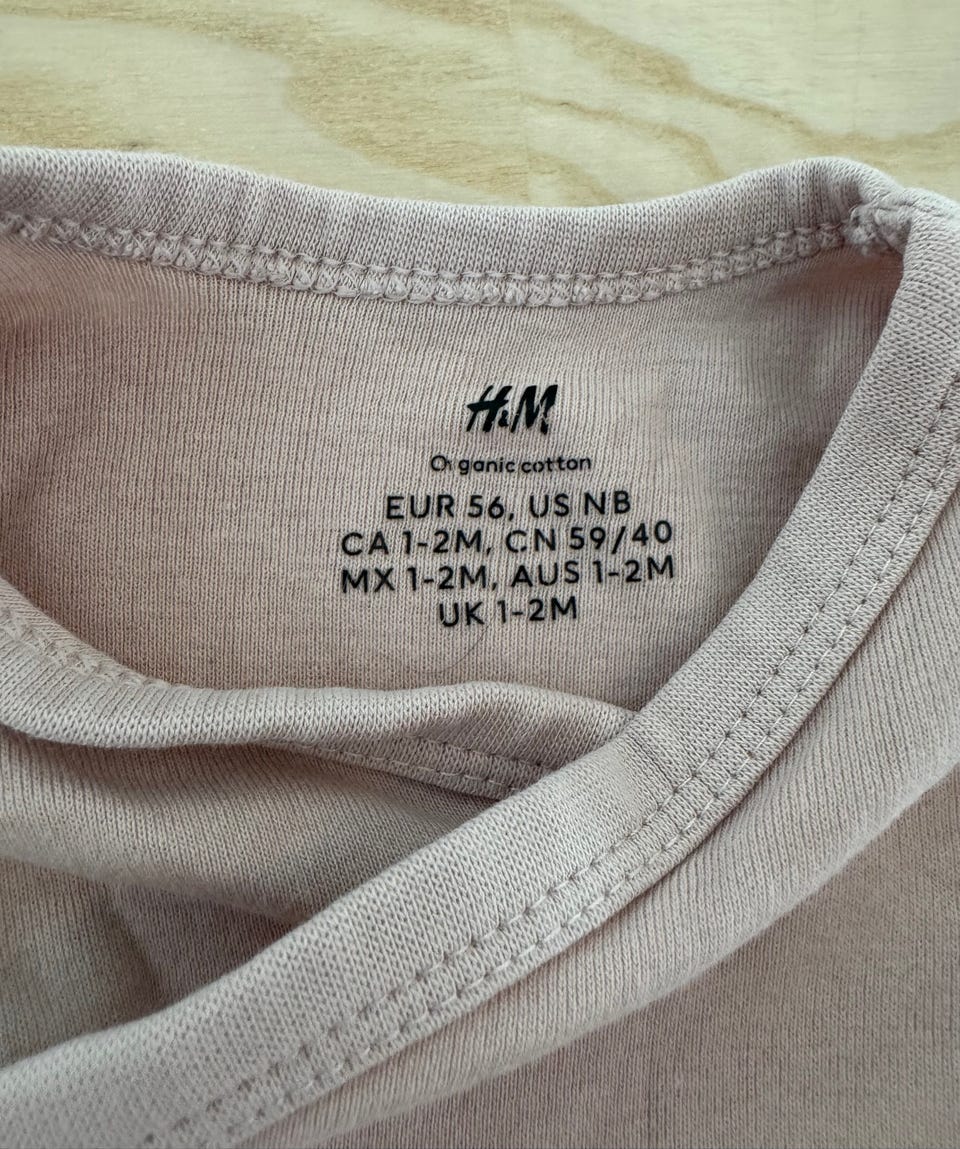 H&M
Organic cotton
EUR 56, US NB
CA 1-2M, CN 59/40
MX 1-2M, AUS 1-2M
UK 1-2M